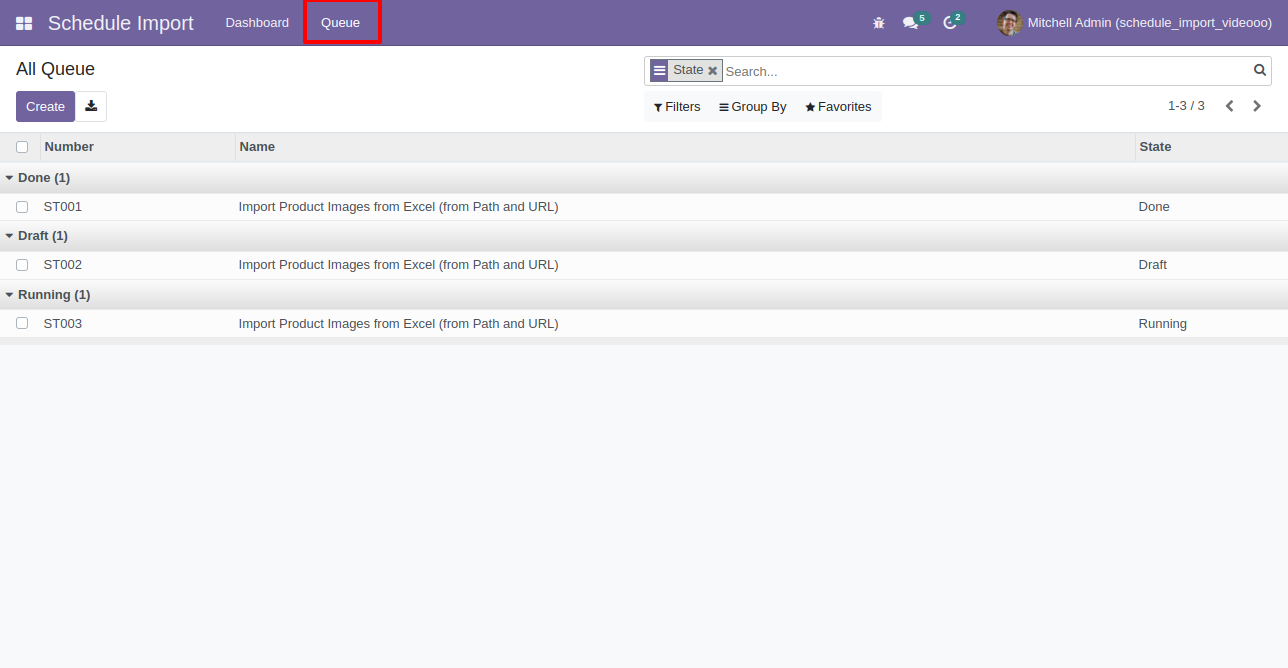 Schedule Import Dashboard Queue 5 2 Mitchell Admin (schedule_import_videooo)
All Queue
State Search...
Create
Filters Group By Favorites 1-3 / 3
Number Name State
Done (1)
ST001 Import Product Images from Excel (from Path and URL) Done
Draft (1)
ST002 Import Product Images from Excel (from Path and URL) Draft
Running (1)
ST003 Import Product Images from Excel (from Path and URL) Running